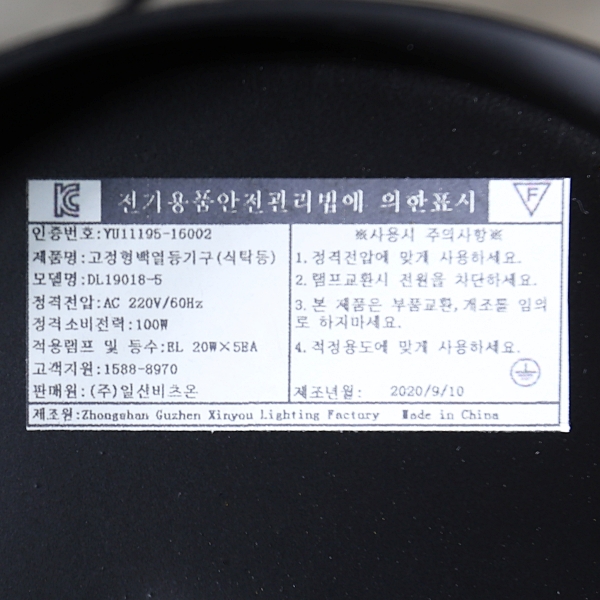 KC 전기용품안전관리법에 의한표시 F
인증번호:YU11195-16002
제품명:고정형백열등기구(식탁등)
모델명:DL19018-5
정격전압:AC 220V/60Hz
정격소비전력:100W
적용램프 및 등수:EL 20W×5EA
고객지원:1588-8970
판매원:(주)일산비츠온
※사용시 주의사항※
1.정격전압에 맞게 사용하세요.
2.램프교환시 전원을 차단하세요.
3.본 제품은 부품교환,개조를 임의
로 하지마세요.
4.적정용도에 맞게 사용하세요.
제조년월: 2020/9/10
제조원:Zhongshan Guzhen Xinyou Lighting Factory Made in China